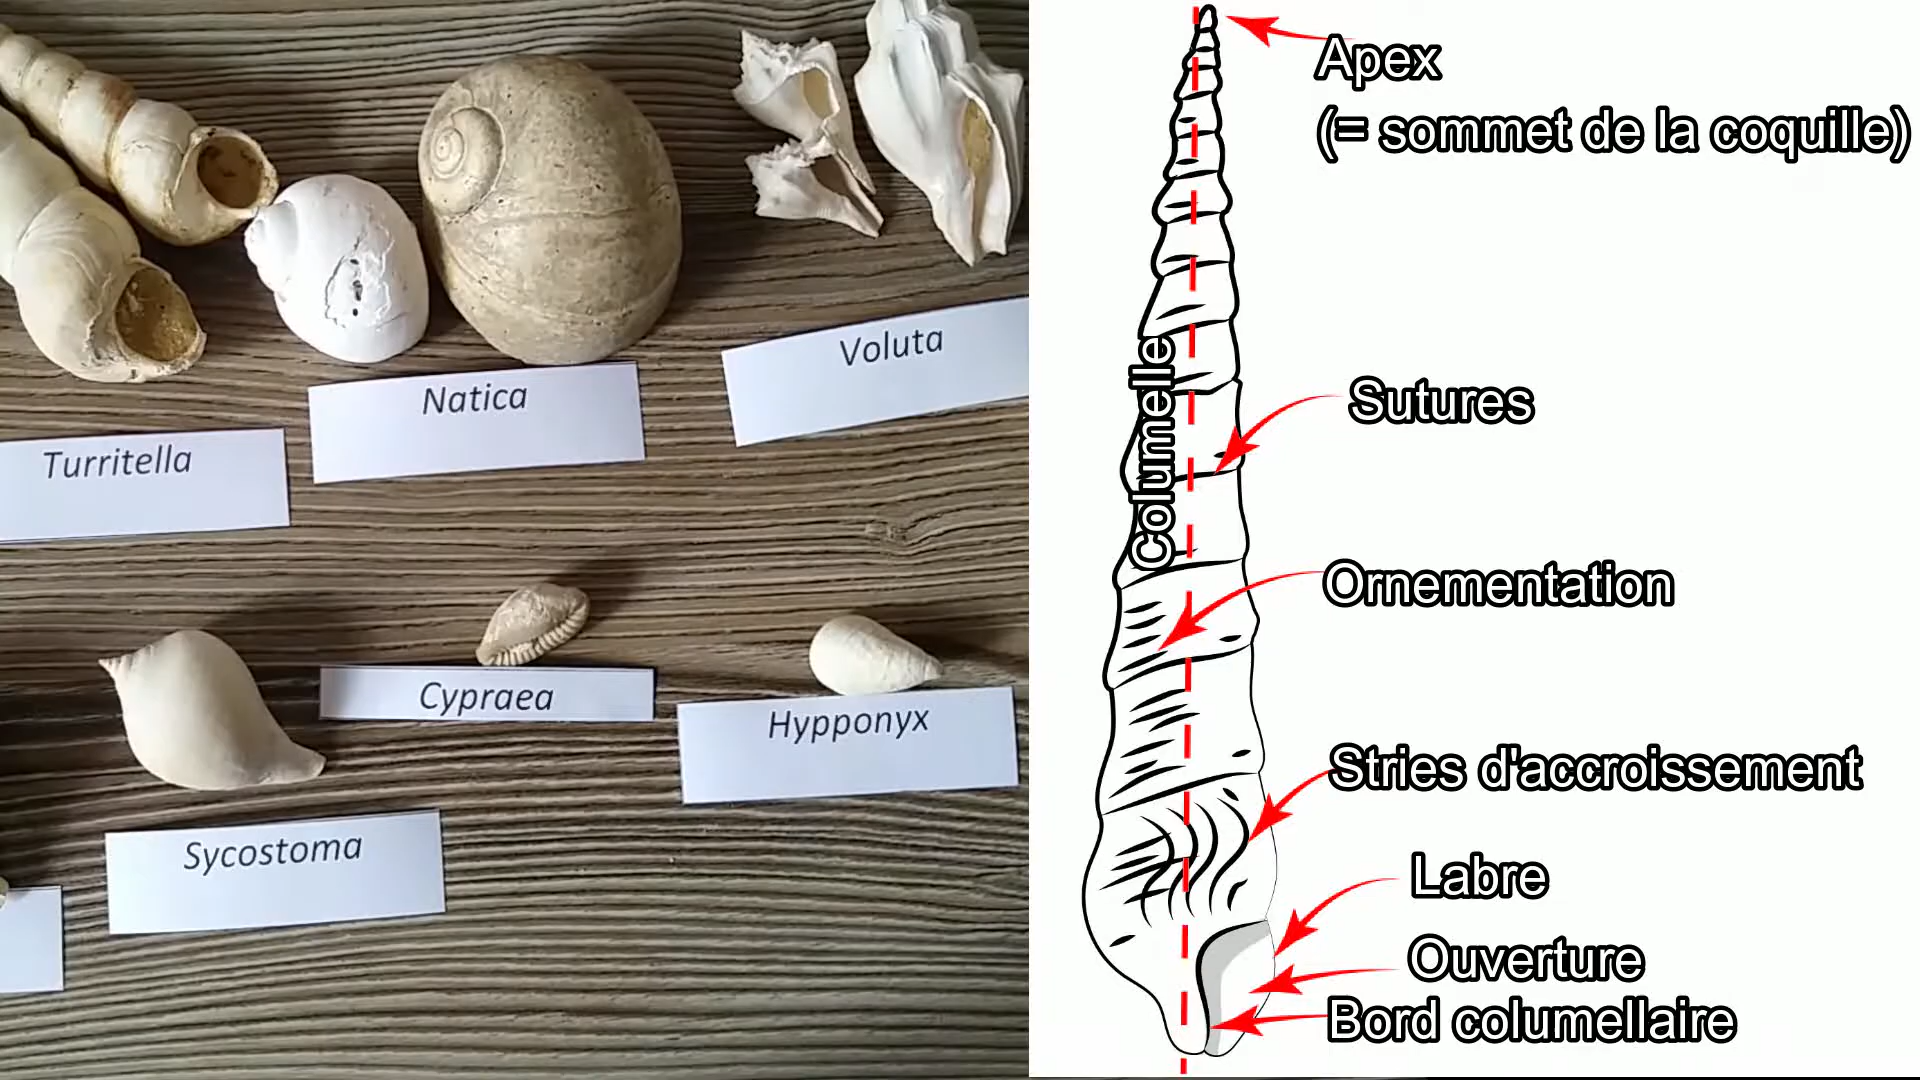 Turritella
Natica
Voluta
Sycostoma
Cypraea
Hypponyx
Apex
(= sommet de la coquille)
Columelle
Sutures
Ornementation
Stries d'accroissement
Labre
Ouverture
Bord columellaire